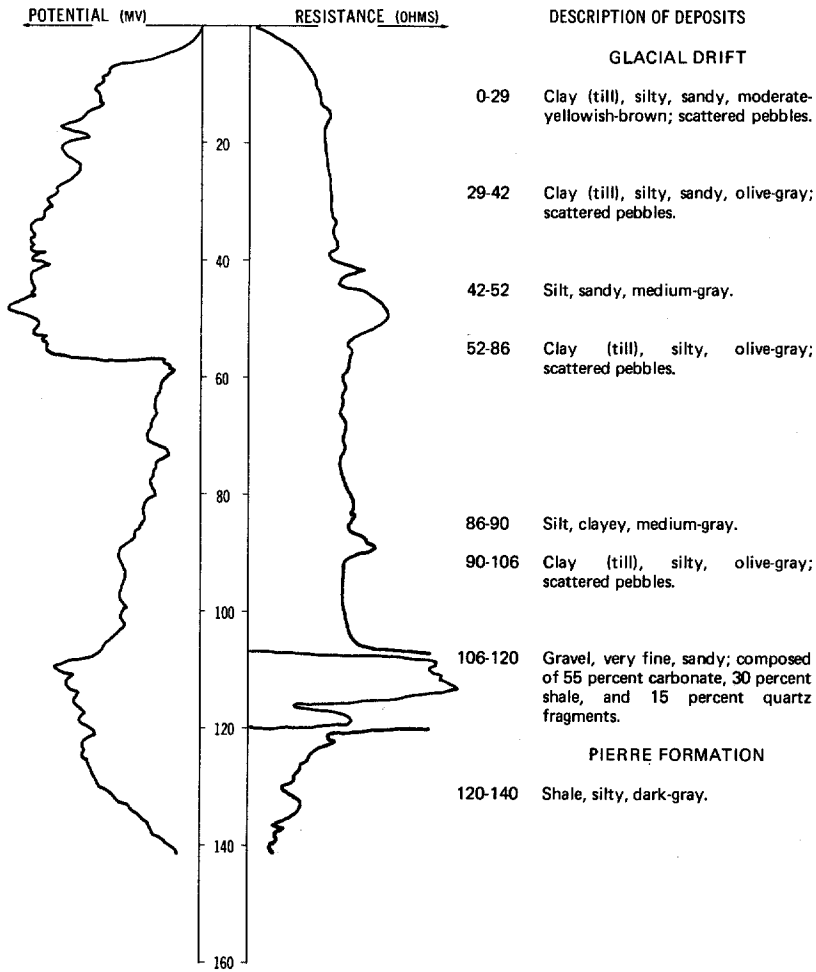 POTENTIAL (MV)
RESISTANCE (OHMS)
DESCRIPTION OF DEPOSITS
GLACIAL DRIFT
0-29 Clay (till), silty, sandy, moderate-
yellowish-brown; scattered pebbles.
20
29-42 Clay (till), silty, sandy, olive-gray;
scattered pebbles.
40
42-52 Silt, sandy, medium-gray.
52-86 Clay (till), silty, olive-gray;
scattered pebbles.
60
80
86-90 Silt, clayey, medium-gray.
90-106 Clay (till), silty, olive-gray;
scattered pebbles.
100
106-120 Gravel, very fine, sandy; composed
of 55 percent carbonate, 30 percent
shale, and 15 percent quartz
fragments.
120
PIERRE FORMATION
120-140 Shale, silty, dark-gray.
140
160